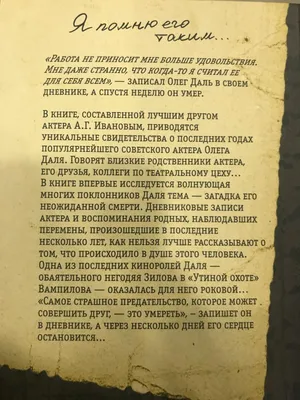 Я помню его
таким...
«Работа не приносит мне больше удовольствия.
Мне даже странно, что когда-то я считал ее
для себя всем», — записал Олег Даль в своем
дневнике, а спустя неделю он умер.
В книге, составленной лучшим другом
актера А.Г. Ивановым, приводятся
уникальные свидетельства о последних годах
популярнейшего советского актера Олега
Даля. Говорят близкие родственники актера,
его друзья, коллеги по театральному цеху...
В книге впервые исследуется волнующая
многих поклонников Даля тема — загадка его
неожиданной смерти. Дневниковые записи
актера и воспоминания родных, наблюдавших
перемены, произошедшие в последние
несколько лет, как нельзя лучше рассказывают о
том, что происходило в душе этого человека.
Одна из последних киноролей Даля —
обаятельного негодяя Зилова в «Утиной охоте»
Вампилова — оказалась для него роковой...
«Самое страшное предательство, которое может
совершить друг, — это умереть», – запишет он
в дневнике, а через несколько дней его сердце
остановится...